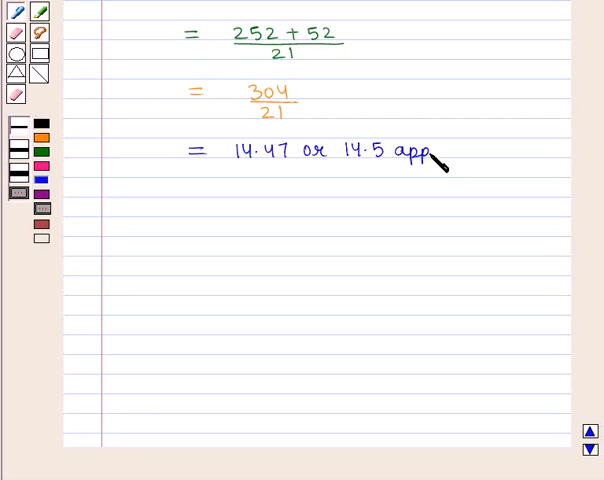 = 252 + 52
21
= 304
21
= 14.47 or 14.5 app